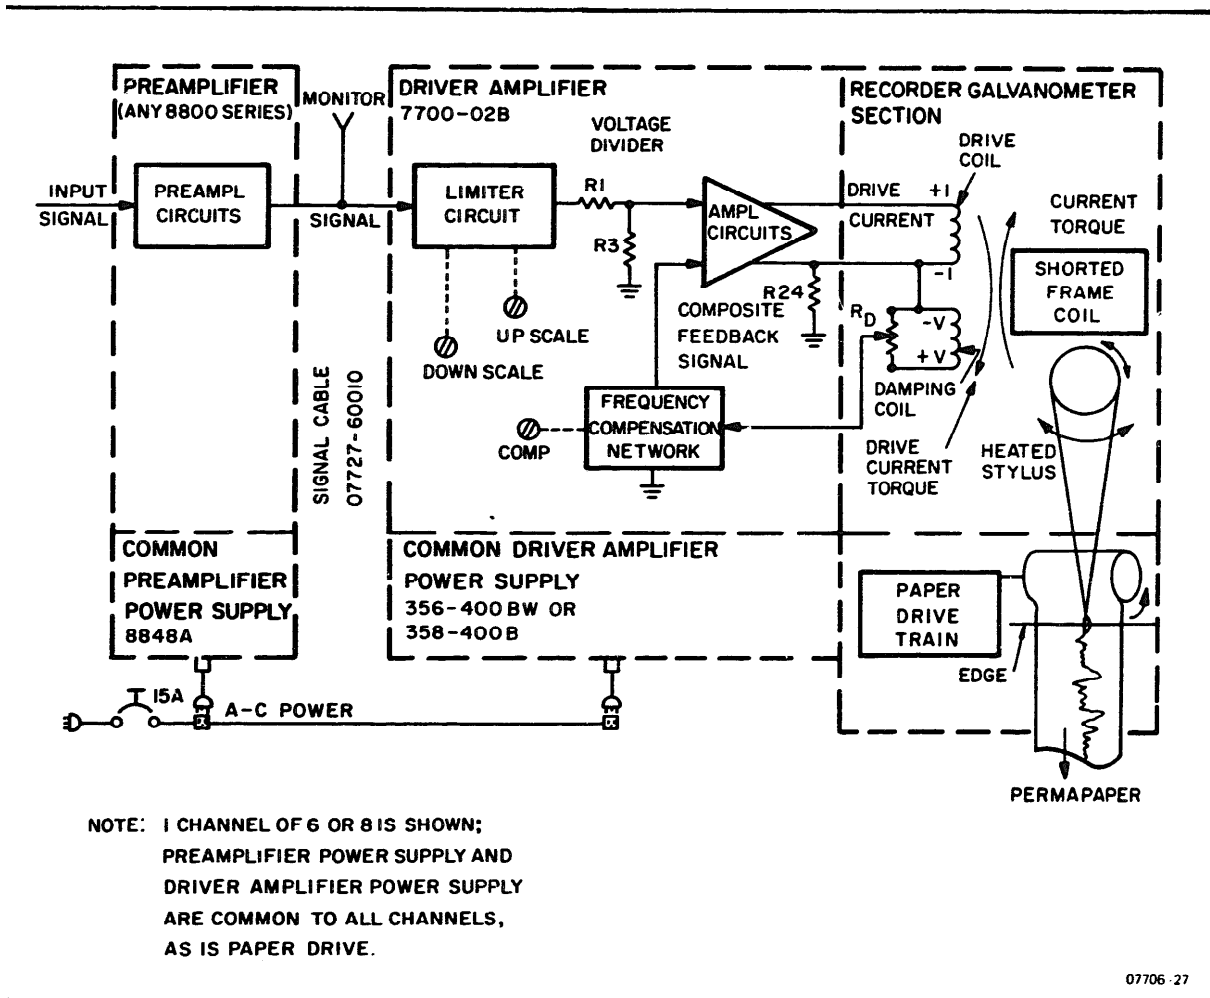 PREAMPLIFIER
(ANY 8800 SERIES)
MONITOR
DRIVER AMPLIFIER
7700-02B
VOLTAGE
DIVIDER
RECORDER GALVANOMETER
SECTION
DRIVE
COIL
INPUT
SIGNAL
PREAMPL
CIRCUITS
SIGNAL
LIMITER
CIRCUIT
R1
R3
AMPL
CIRCUITS
DRIVE
CURRENT
+I
-I
CURRENT
TORQUE
SHORTED
FRAME
COIL
R24
RD
-V
+V
UP SCALE
DOWN SCALE
COMPOSITE
FEEDBACK
SIGNAL
DAMPING
COIL
SIGNAL CABLE
07727-60010
COMP
FREQUENCY
COMPENSATION
NETWORK
DRIVE
CURRENT
TORQUE
HEATED
STYLUS
COMMON
PREAMPLIFIER
POWER SUPPLY
8848A
COMMON DRIVER AMPLIFIER
POWER SUPPLY
356-400 BW OR
358-400 B
PAPER
DRIVE
TRAIN
EDGE
15A
A-C POWER
PERMAPAPER
NOTE: 1 CHANNEL OF 6 OR 8 IS SHOWN;
PREAMPLIFIER POWER SUPPLY AND
DRIVER AMPLIFIER POWER SUPPLY
ARE COMMON TO ALL CHANNELS,
AS IS PAPER DRIVE.
07706-27